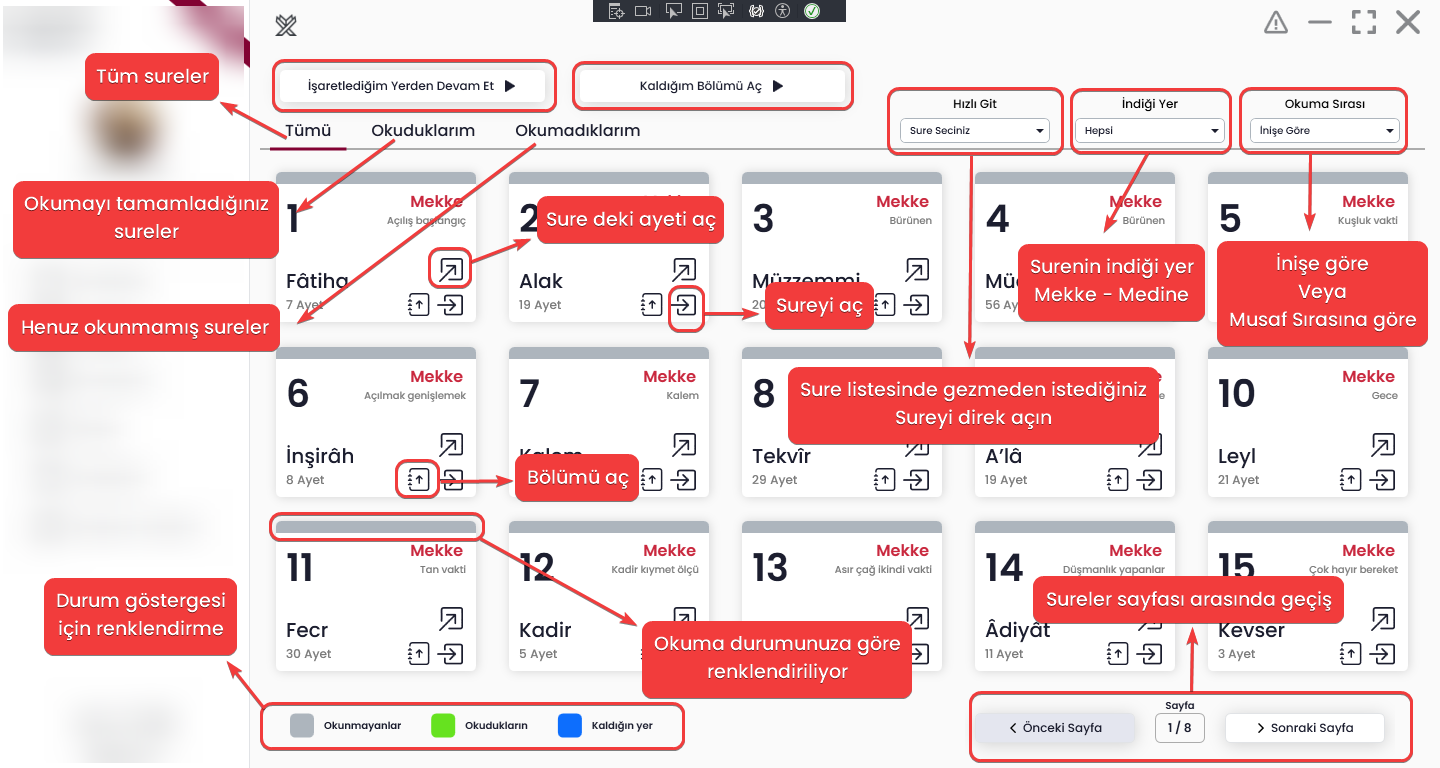 Tüm sureler
İşaretlediğim Yerden Devam Et
Kaldığım Bölümü Aç
Hızlı Git
İndiği Yer
Okuma Sırası
Sure Seciniz
Hepsi
İnişe Göre
Tümü
Okuduklarım
Okumadıklarım
Okumayı tamamladığınız
sureler
Henuz okunmamış sureler
1
Mekke
Açılış başlangıç
Fâtiha
7 Ayet
2
Sure deki ayeti aç
Alak
19 Ayet
Sureyi aç
3
Mekke
Bürünen
Müzzemmi
20
4
Mekke
Bürünen
Mü
56 Ay
Surenin indiği yer
Mekke - Medine
5
Mekke
Kuşluk vakti
İnişe göre
Veya
Musaf Sırasına göre
6
Mekke
Açılmak genişlemek
İnşirâh
8 Ayet
7
Mekke
Kalem
Kalem
Bölümü aç
8
Sure listesinde gezmeden istediğiniz
Sureyi direk açın
Tekvîr
29 Ayet
A'lâ
19 Ayet
10
Mekke
Gece
Leyl
21 Ayet
11
Mekke
Tan vakti
Fecr
30 Ayet
12
Mekke
Kadir kıymet ölçü
Kadir
5 Ayet
13
Mekke
Asır çağ ikindi vakti
Okuma durumunuza göre
renklendiriliyor
14
Mekke
Düşmanlık yapanlar
Âdiyât
11 Ayet
15
Mekke
Çok hayır bereket
Kevser
3 Ayet
Sureler sayfası arasında geçiş
Durum göstergesi
için renklendirme
Okunmayanlar
Okudukların
Kaldığın yer
Sayfa
Önceki Sayfa
1 / 8
Sonraki Sayfa